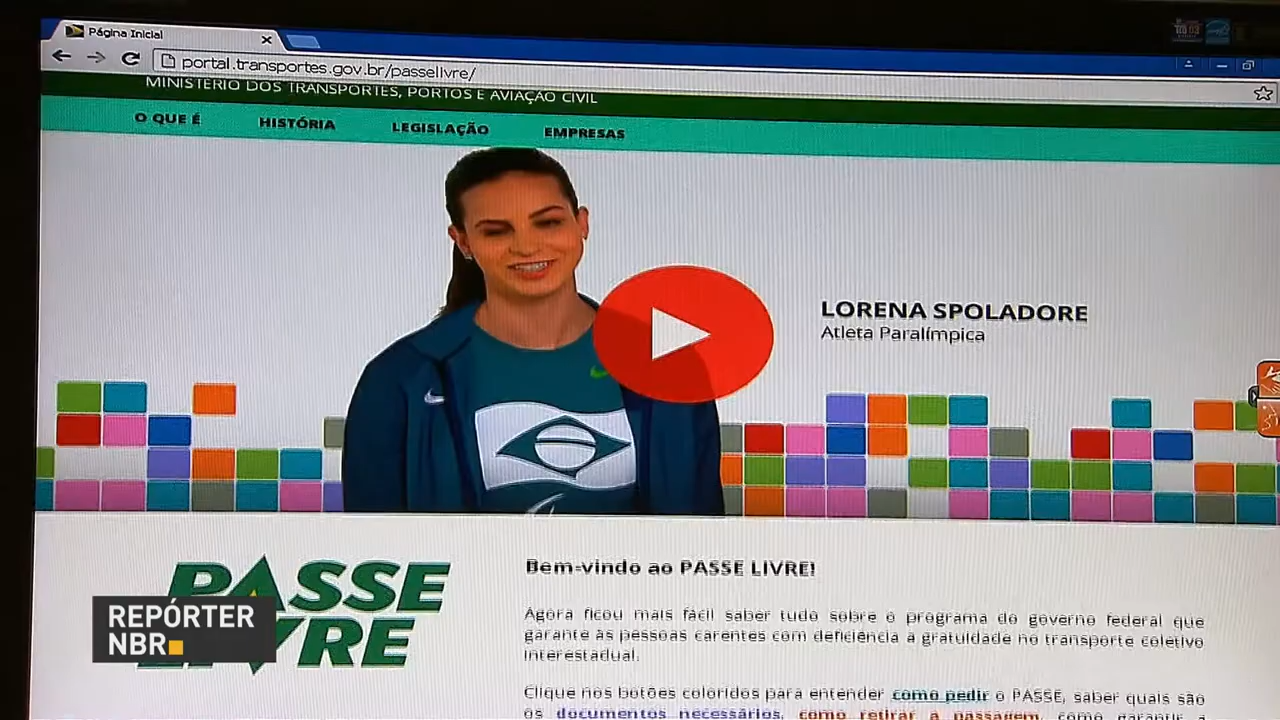 Página Inicial
portal.transportes.gov.br/passelivre/
MINISTÉRIO DOS TRANSPORTES, PORTOS E AVIAÇÃO CIVIL
O QUE É HISTÓRIA LEGISLAÇÃO EMPRESAS
LORENA SPOLADORE
Atleta Paralímpica
PASSE
LIVRE
REPÓRTER
NBR
Bem-vindo ao PASSE LIVRE!
Agora ficou mais fácil saber tudo sobre o programa do governo federal que
garante às pessoas carentes com deficiência a gratuidade no transporte coletivo
interestadual.
Clique nos botões coloridos para entender como pedir o PASSE, saber quais são
os documentos necessários, como retirar a passagem, como garantir a